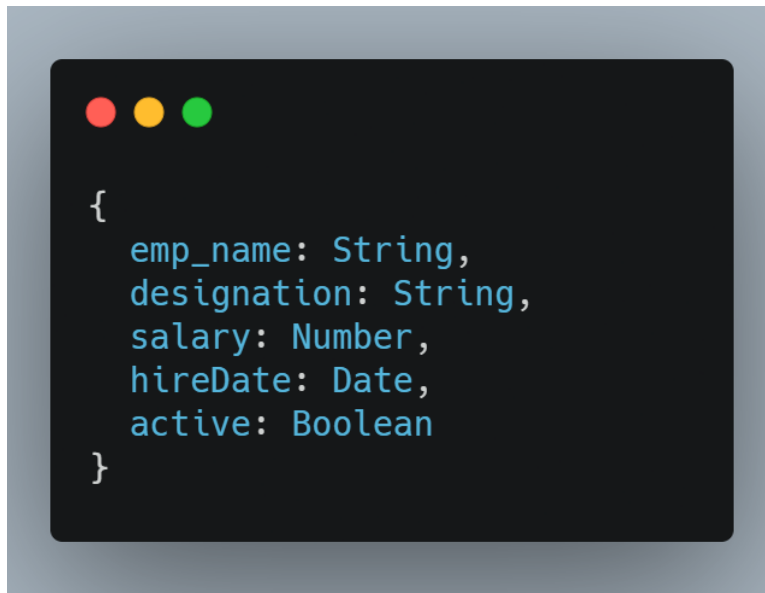 {
  emp_name: String,
  designation: String,
  salary: Number,
  hireDate: Date,
  active: Boolean
}